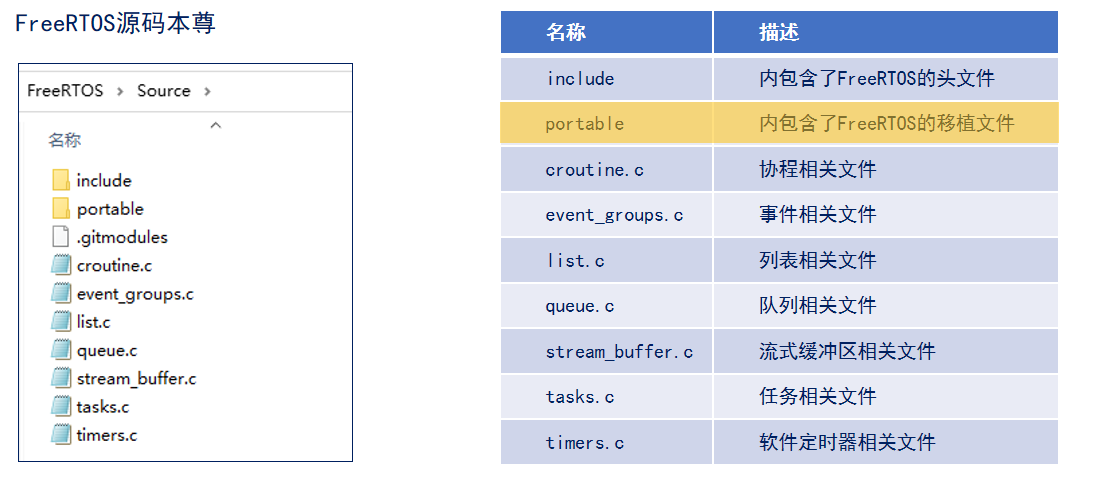 FreeRTOS源码本尊
FreeRTOS > Source >
名称
include
portable
.gitmodules
croutine.c
event_groups.c
list.c
queue.c
stream_buffer.c
tasks.c
timers.c
名称 描述
include 内包含了FreeRTOS的头文件
portable 内包含了FreeRTOS的移植文件
croutine.c 协程相关文件
event_groups.c 事件相关文件
list.c 列表相关文件
queue.c 队列相关文件
stream_buffer.c 流式缓冲区相关文件
tasks.c 任务相关文件
timers.c 软件定时器相关文件